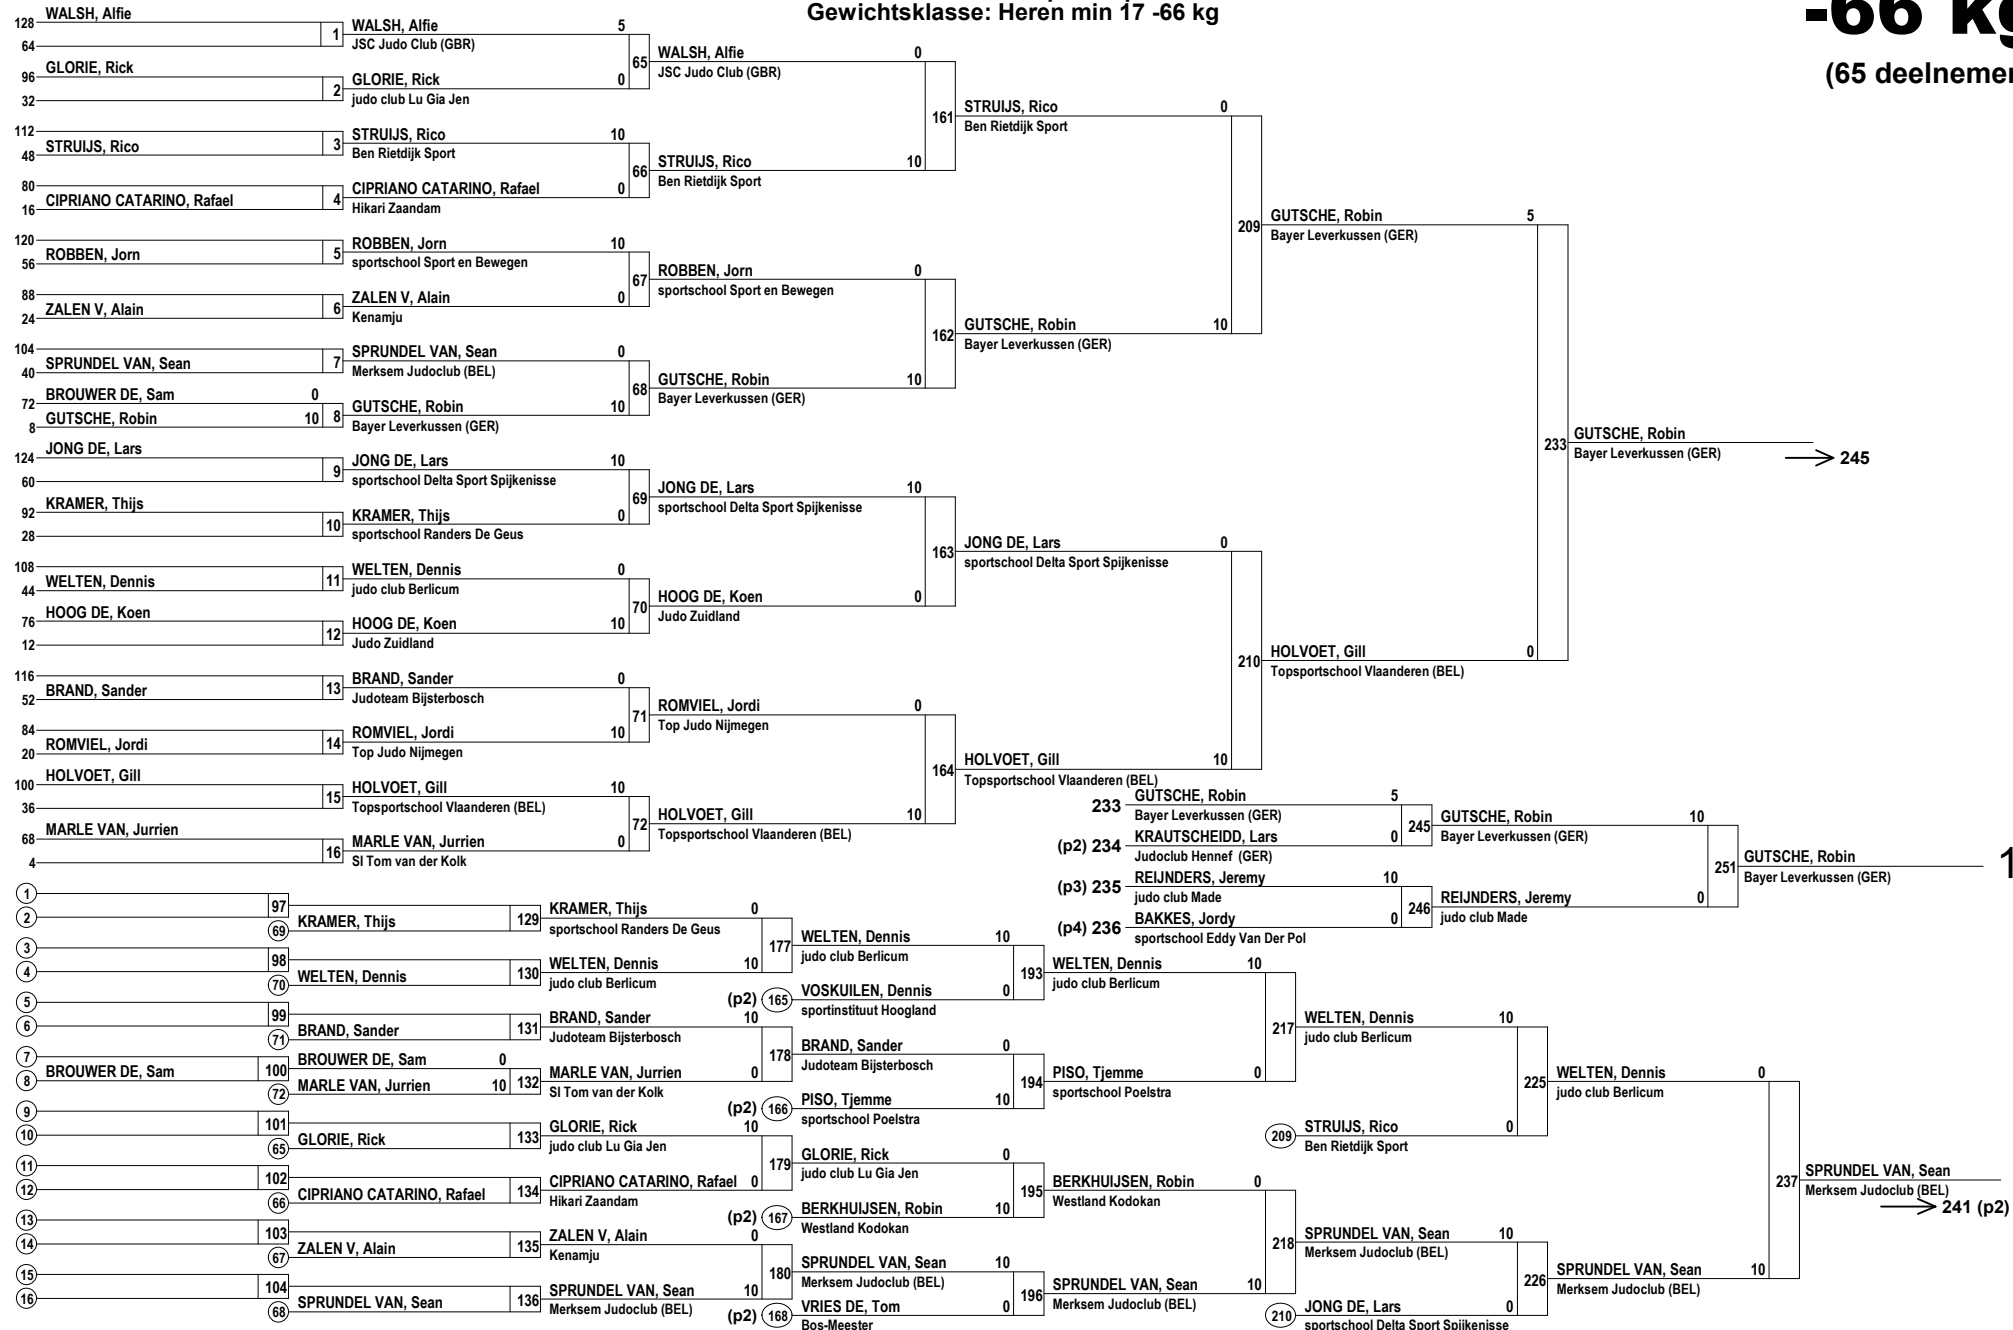 Gewichtsklasse: Heren min 17 -66 kg
-66 kg
(65 deelnemer
128 WALSH, Alfie
64
1
96 GLORIE, Rick
32
2
112
48 STRUIJS, Rico
3
80
16 CIPRIANO CATARINO, Rafael
4
120
56 ROBBEN, Jorn
5
88
24 ZALEN V, Alain
6
104
40 SPRUNDEL VAN, Sean
7
72 BROUWER DE, Sam 0
8 GUTSCHE, Robin 10
8
124 JONG DE, Lars
60
9
92 KRAMER, Thijs
28
10
108
44 WELTEN, Dennis
11
76 HOOG DE, Koen
12
12
116
52 BRAND, Sander
13
84
20 ROMVIEL, Jordi
14
100 HOLVOET, Gill
36
15
68 MARLE VAN, Jurrien
4
16
WALSH, Alfie 5
JSC Judo Club (GBR)
65
GLORIE, Rick 0
judo club Lu Gia Jen
STRUIJS, Rico 10
Ben Rietdijk Sport
66
CIPRIANO CATARINO, Rafael 0
Hikari Zaandam
ROBBEN, Jorn 10
sportschool Sport en Bewegen
67
ZALEN V, Alain 0
Kenamju
SPRUNDEL VAN, Sean 0
Merksem Judoclub (BEL)
68
GUTSCHE, Robin 10
Bayer Leverkussen (GER)
JONG DE, Lars 10
sportschool Delta Sport Spijkenisse
69
KRAMER, Thijs 0
sportschool Randers De Geus
WELTEN, Dennis 0
judo club Berlicum
70
HOOG DE, Koen 10
Judo Zuidland
BRAND, Sander 0
Judoteam Bijsterbosch
71
ROMVIEL, Jordi 10
Top Judo Nijmegen
HOLVOET, Gill 10
Topsportschool Vlaanderen (BEL)
72
MARLE VAN, Jurrien 0
SI Tom van der Kolk
WALSH, Alfie 0
JSC Judo Club (GBR)
161
STRUIJS, Rico 10
Ben Rietdijk Sport
ROBBEN, Jorn 0
sportschool Sport en Bewegen
162
GUTSCHE, Robin 10
Bayer Leverkussen (GER)
JONG DE, Lars 10
sportschool Delta Sport Spijkenisse
163
HOOG DE, Koen 0
Judo Zuidland
ROMVIEL, Jordi 0
Top Judo Nijmegen
164
HOLVOET, Gill 10
Topsportschool Vlaanderen (BEL)
STRUIJS, Rico 0
Ben Rietdijk Sport
209
GUTSCHE, Robin 10
Bayer Leverkussen (GER)
JONG DE, Lars 0
sportschool Delta Sport Spijkenisse
210
HOLVOET, Gill 10
Topsportschool Vlaanderen (BEL)
GUTSCHE, Robin 5
Bayer Leverkussen (GER)
233
HOLVOET, Gill 0
Topsportschool Vlaanderen (BEL)
GUTSCHE, Robin
Bayer Leverkussen (GER)
245
233 GUTSCHE, Robin 5
Bayer Leverkussen (GER)
245
(p2) 234 KRAUTSCHEIDD, Lars 0
Judoclub Hennef (GER)
(p3) 235 REIJNDERS, Jeremy 10
judo club Made
246
(p4) 236 BAKKES, Jordy 0
sportschool Eddy Van Der Pol
GUTSCHE, Robin 10
Bayer Leverkussen (GER)
251
REIJNDERS, Jeremy 0
judo club Made
GUTSCHE, Robin
Bayer Leverkussen (GER)
1
1
2
97
3
4
98
5
6
99
7
8 BROUWER DE, Sam
100
9
10
101
11
12
102
13
14
103
15
16
104
69 KRAMER, Thijs
129
70 WELTEN, Dennis
130
71 BRAND, Sander
131
BROUWER DE, Sam 0
72 MARLE VAN, Jurrien 10
132
65 GLORIE, Rick
133
66 CIPRIANO CATARINO, Rafael
134
67 ZALEN V, Alain
135
68 SPRUNDEL VAN, Sean
136
KRAMER, Thijs 0
sportschool Randers De Geus
177
WELTEN, Dennis 10
judo club Berlicum
BRAND, Sander 10
Judoteam Bijsterbosch
178
MARLE VAN, Jurrien 0
SI Tom van der Kolk
GLORIE, Rick 10
judo club Lu Gia Jen
179
CIPRIANO CATARINO, Rafael 0
Hikari Zaandam
ZALEN V, Alain 0
Kenamju
180
SPRUNDEL VAN, Sean 10
Merksem Judoclub (BEL)
WELTEN, Dennis 10
judo club Berlicum
193
(p2) 165 VOSKUILEN, Dennis 0
sportinstituut Hoogland
BRAND, Sander 0
Judoteam Bijsterbosch
194
(p2) 166 PISO, Tjemme 10
sportschool Poelstra
GLORIE, Rick 0
judo club Lu Gia Jen
195
(p2) 167 BERKHUIJSEN, Robin 10
Westland Kodokan
SPRUNDEL VAN, Sean 10
Merksem Judoclub (BEL)
196
(p2) 168 VRIES DE, Tom 0
Bos-Meester
WELTEN, Dennis 10
judo club Berlicum
217
PISO, Tjemme 0
sportschool Poelstra
BERKHUIJSEN, Robin 0
Westland Kodokan
218
SPRUNDEL VAN, Sean 10
Merksem Judoclub (BEL)
WELTEN, Dennis 10
judo club Berlicum
225
209 STRUIJS, Rico 0
Ben Rietdijk Sport
SPRUNDEL VAN, Sean 10
Merksem Judoclub (BEL)
226
210 JONG DE, Lars 0
sportschool Delta Sport Spijkenisse
WELTEN, Dennis 0
judo club Berlicum
237
SPRUNDEL VAN, Sean 10
Merksem Judoclub (BEL)
SPRUNDEL VAN, Sean
Merksem Judoclub (BEL)
241 (p2)